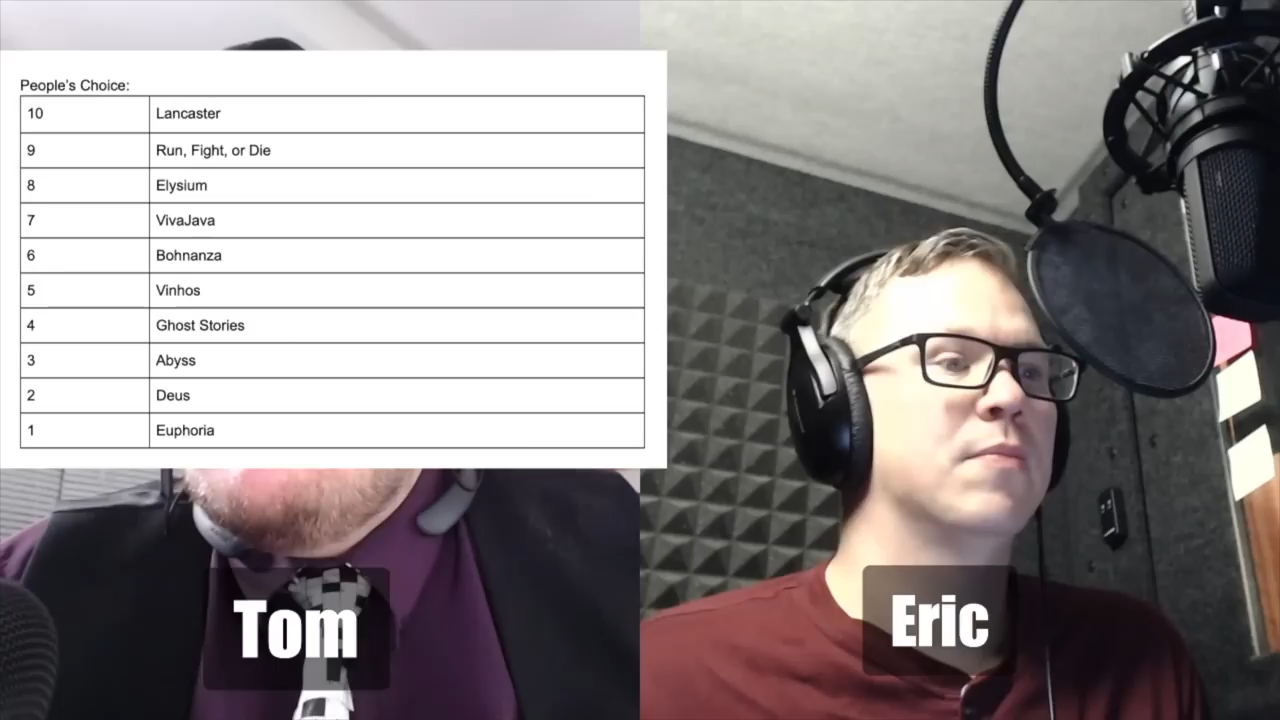 People's Choice:
10 Lancaster
9 Run, Fight, or Die
8 Elysium
7 VivaJava
6 Bohnanza
5 Vinhos
4 Ghost Stories
3 Abyss
2 Deus
1 Euphoria
Tom
Eric